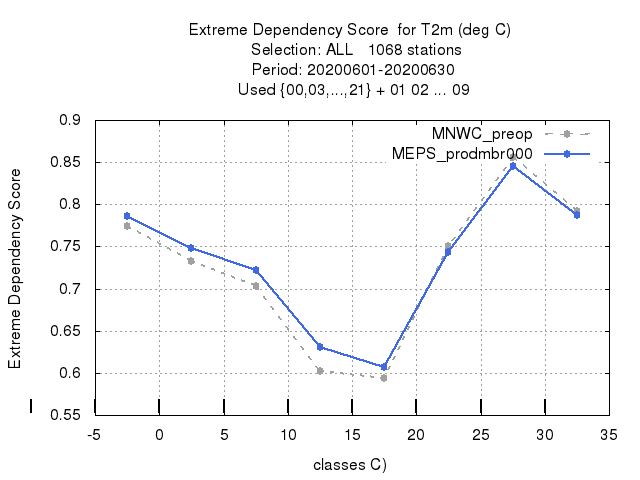 Extreme Dependency Score for T2m (deg C)
Selection: ALL 1068 stations
Period: 20200601-20200630
Used {00,03,...,21} + 01 02 ... 09
MNWC_preop
MEPS_prodmbr000
Extreme Dependency Score
0.9
0.85
0.8
0.75
0.7
0.65
0.6
0.55
-5 0 5 10 15 20 25 30 35
classes C)